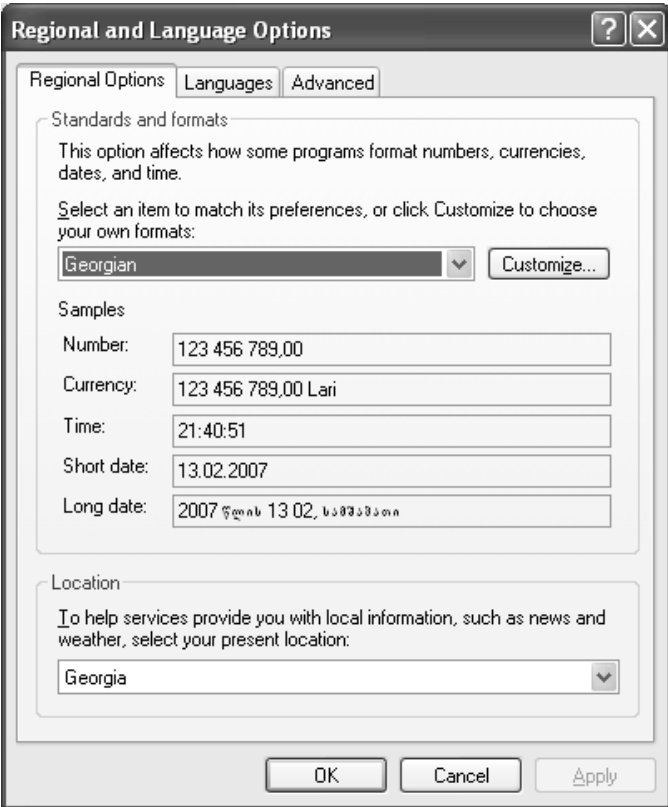 Regional and Language Options
Regional Options Languages Advanced
Standards and formats
This option affects how some programs format numbers, currencies,
dates, and time.
Select an item to match its preferences, or click Customize to choose
your own formats:
Georgian Customize...
Samples
Number: 123 456 789,00
Currency: 123 456 789,00 Lari
Time: 21:40:51
Short date: 13.02.2007
Long date: 2007 წლის 13 02, სამშაბათი
Location
To help services provide you with local information, such as news and
weather, select your present location:
Georgia
OK Cancel Apply